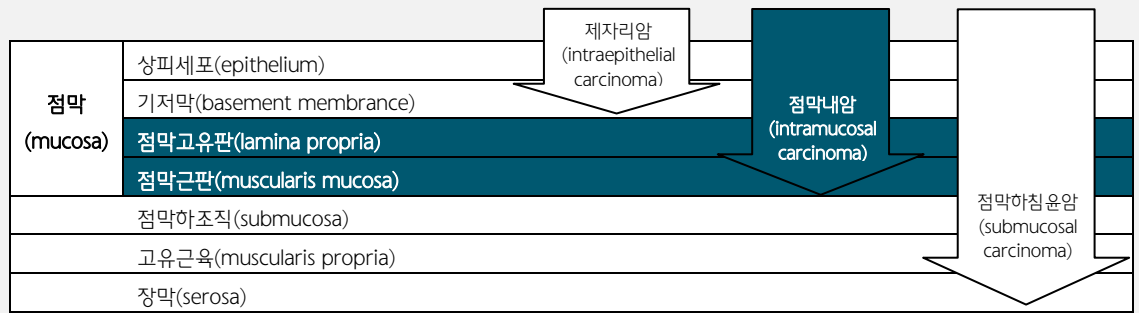 제자리암
(intraepithelial
carcinoma)
점막내암
(intramucosal
carcinoma)
점막하침윤암
(submucosal
carcinoma)
점막
(mucosa)
상피세포(epithelium)
기저막(basement membrance)
점막고유판(lamina propria)
점막근판(muscularis mucosa)
점막하조직(submucosa)
고유근육(muscularis propria)
장막(serosa)